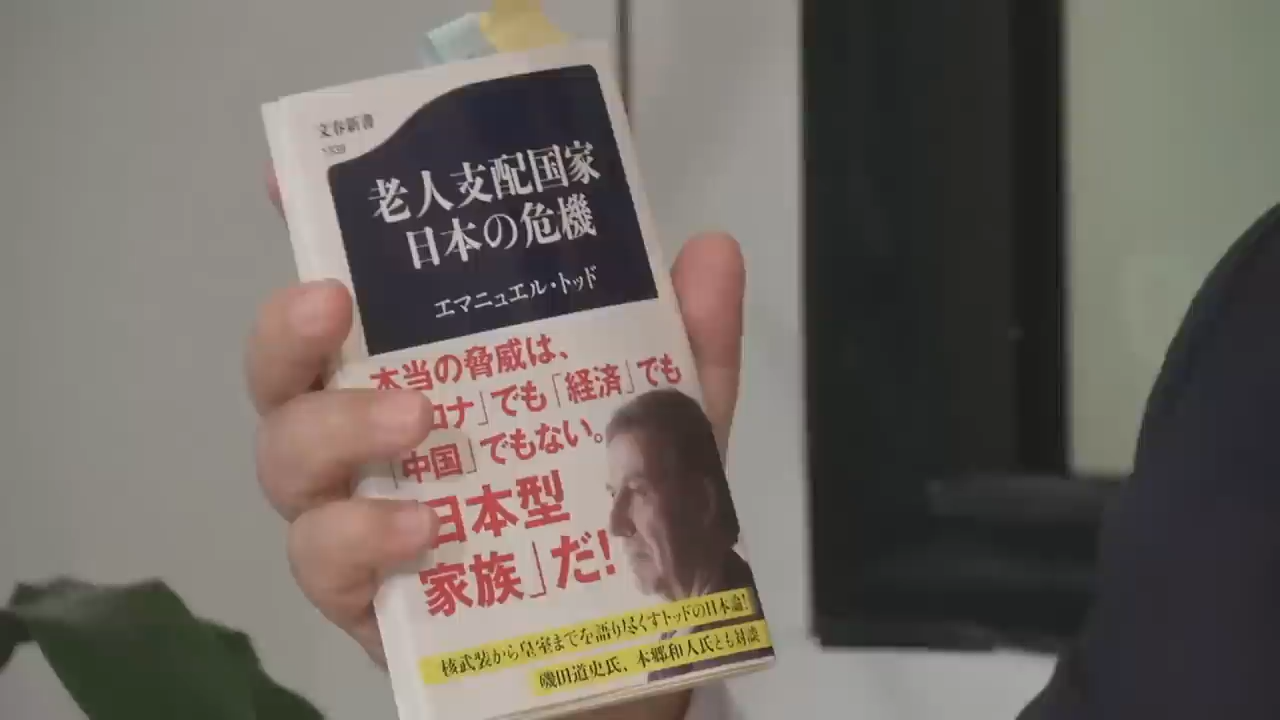 文春新書
老人支配国家
日本の危機
エマニュエル・トッド
本当の脅威は、
ロナ」でも「経済」でも
「中国」でもない。
日本型
家族」だ!
核武装から皇室までを語り尽くすトッドの日本論!
磯田道史氏、本郷和人氏とも対談